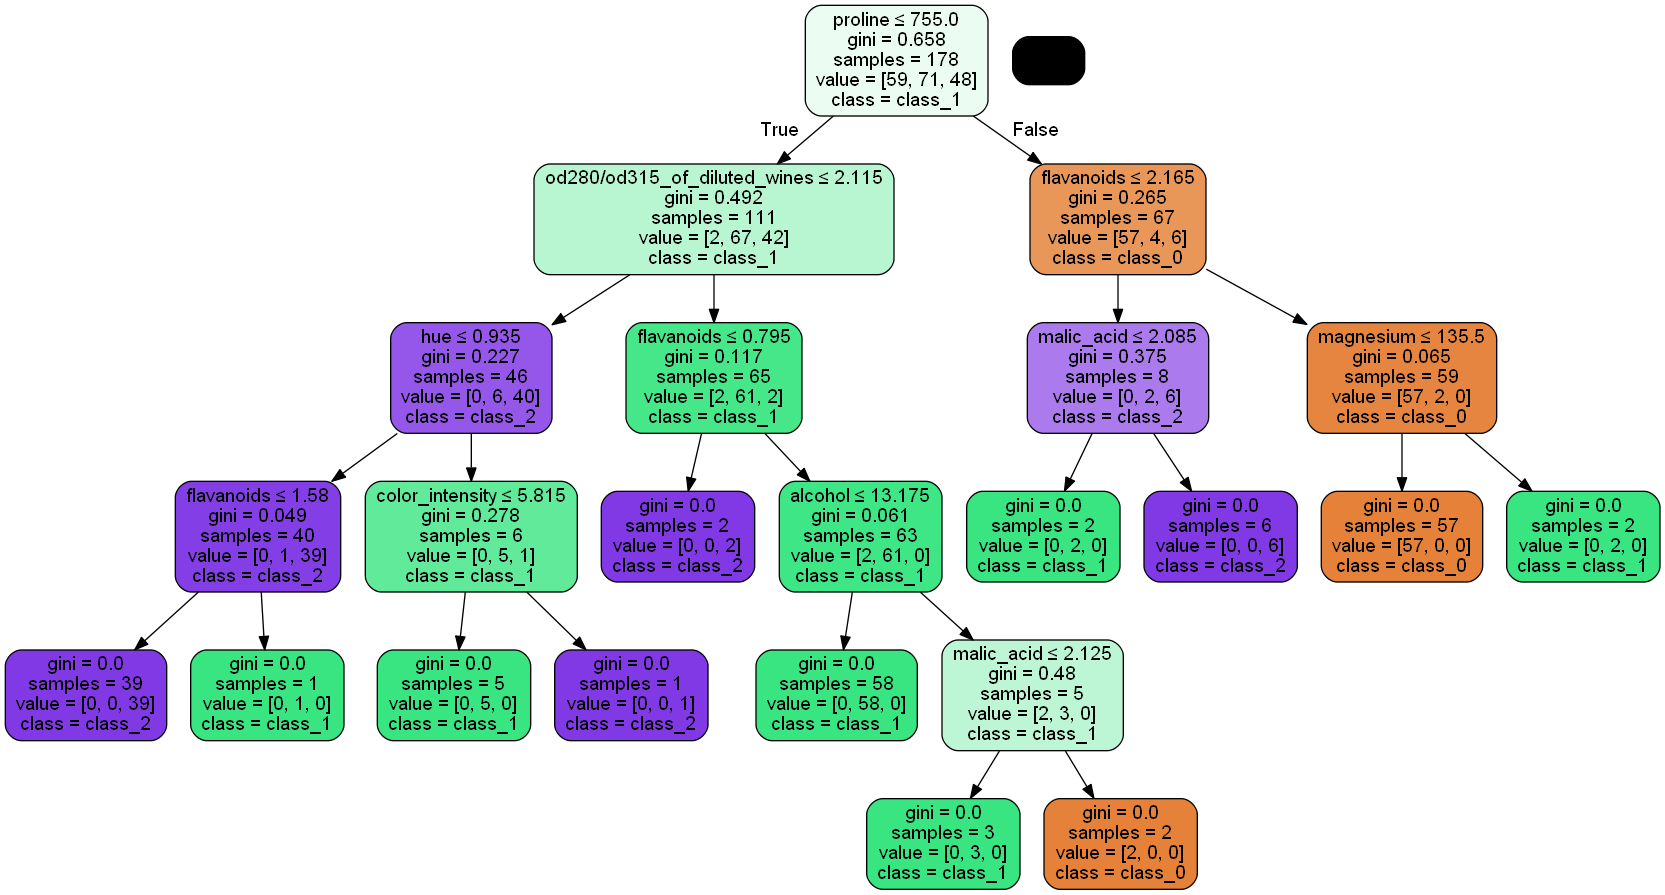 proline ≤ 755.0
gini = 0.658
samples = 178
value = [59, 71, 48]
class = class_1
True
False
od280/od315_of_diluted_wines ≤ 2.115
gini = 0.492
samples = 111
value = [2, 67, 42]
class = class_1
flavanoids ≤ 2.165
gini = 0.265
samples = 67
value = [57, 4, 6]
class = class_0
hue ≤ 0.935
gini = 0.227
samples = 46
value = [0, 6, 40]
class = class_2
flavanoids ≤ 0.795
gini = 0.117
samples = 65
value = [2, 61, 2]
class = class_1
malic_acid ≤ 2.085
gini = 0.375
samples = 8
value = [0, 2, 6]
class = class_2
magnesium ≤ 135.5
gini = 0.065
samples = 59
value = [57, 2, 0]
class = class_0
flavanoids ≤ 1.58
gini = 0.049
samples = 40
value = [0, 1, 39]
class = class_2
color_intensity ≤ 5.815
gini = 0.278
samples = 6
value = [0, 5, 1]
class = class_1
gini = 0.0
samples = 2
value = [0, 0, 2]
class = class_2
alcohol ≤ 13.175
gini = 0.061
samples = 63
value = [2, 61, 0]
class = class_1
gini = 0.0
samples = 2
value = [0, 2, 0]
class = class_1
gini = 0.0
samples = 6
value = [0, 0, 6]
class = class_2
gini = 0.0
samples = 57
value = [57, 0, 0]
class = class_0
gini = 0.0
samples = 2
value = [0, 2, 0]
class = class_1
gini = 0.0
samples = 39
value = [0, 0, 39]
class = class_2
gini = 0.0
samples = 1
value = [0, 1, 0]
class = class_1
gini = 0.0
samples = 5
value = [0, 5, 0]
class = class_1
gini = 0.0
samples = 1
value = [0, 0, 1]
class = class_2
gini = 0.0
samples = 58
value = [0, 58, 0]
class = class_1
malic_acid ≤ 2.125
gini = 0.48
samples = 5
value = [2, 3, 0]
class = class_1
gini = 0.0
samples = 3
value = [0, 3, 0]
class = class_1
gini = 0.0
samples = 2
value = [2, 0, 0]
class = class_0